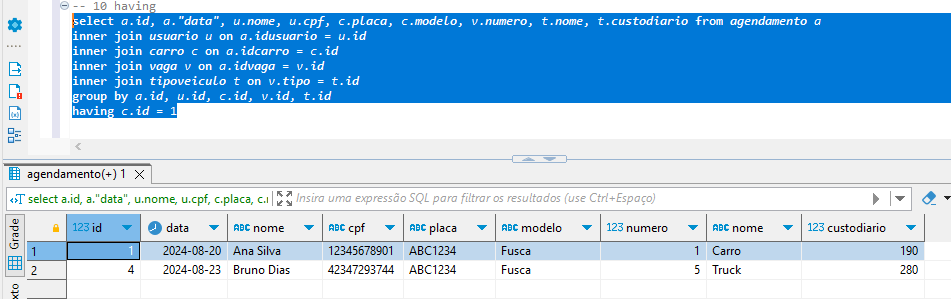 -- 10 having
select a.id, a."data", u.nome, u.cpf, c.placa, c.modelo, v.numero, t.nome, t.custodiario from agendamento a
inner join usuario u on a.idusuario = u.id
inner join carro c on a.idcarro = c.id
inner join vaga v on a.idvaga = v.id
inner join tipoveiculo t on v.tipo = t.id
group by a.id, u.id, c.id, v.id, t.id
having c.id = 1
agendamento(+) 1
select a.id, a."data", u.nome, u.cpf, c.placa, c.
Insira uma expressão SQL para filtrar os resultados (use Ctrl+Espaço)
Grade
123 id data ABC nome ABC cpf ABC placa ABC modelo 123 numero ABC nome 123 custodiario
1 1 2024-08-20 Ana Silva 12345678901 ABC1234 Fusca 1 Carro 190
2 4 2024-08-23 Bruno Dias 42347293744 ABC1234 Fusca 5 Truck 280